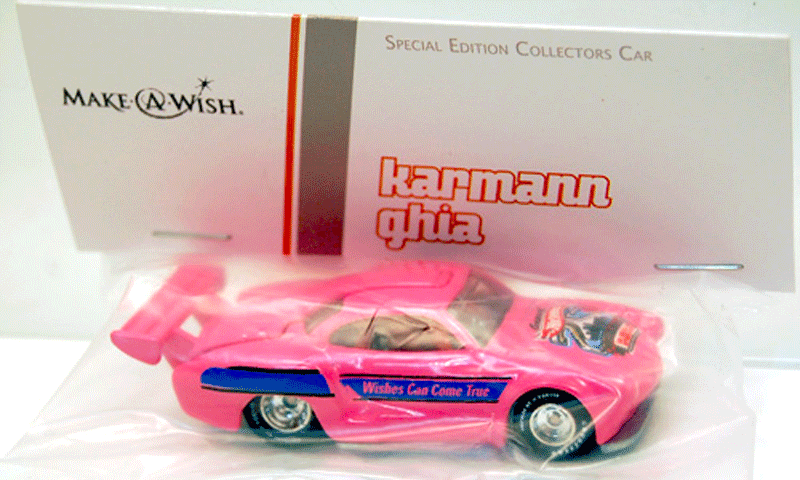 SPECIAL EDITION COLLECTORS CAR
MAKE·A·WISH®
karmann
ghia
Wishes Can Come True